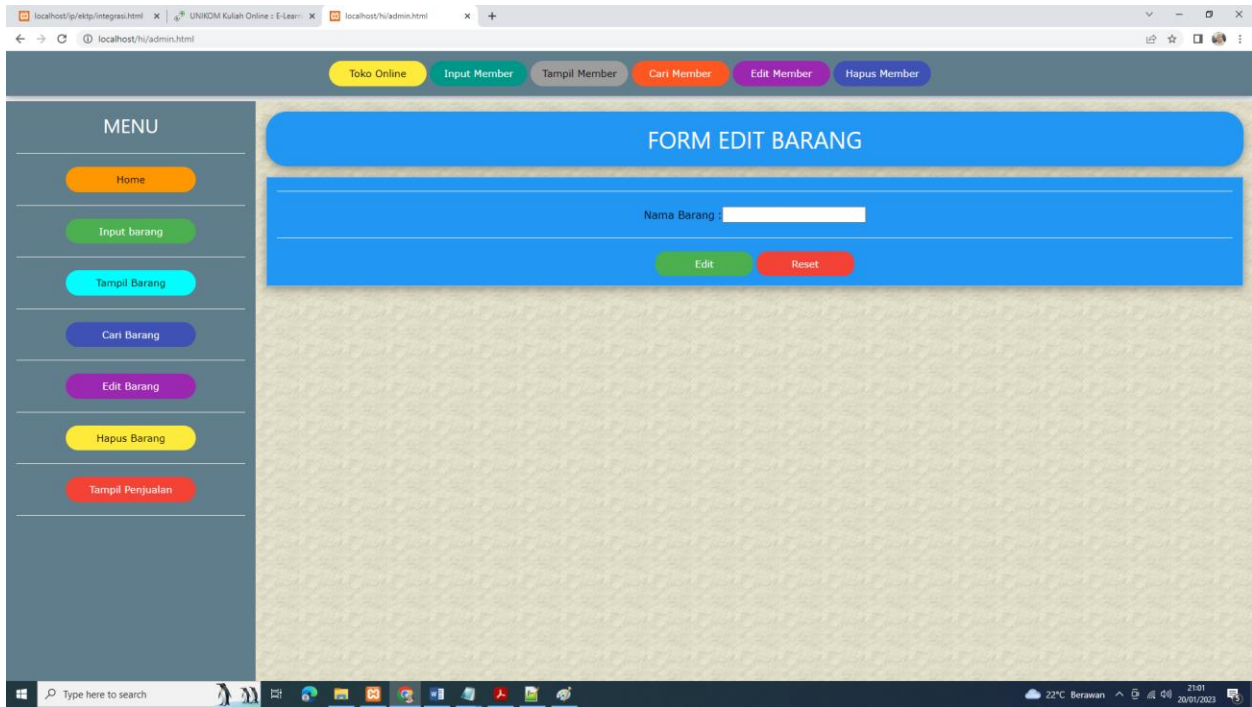 localhost/ip/ektp/integrasi.html
UNIKOM Kuliah Online :: E-Learn
localhost/hi/admin.html
localhost/hi/admin.html
Toko Online
Input Member
Tampil Member
Cari Member
Edit Member
Hapus Member
MENU
Home
Input barang
Tampil Barang
Cari Barang
Edit Barang
Hapus Barang
Tampil Penjualan
FORM EDIT BARANG
Nama Barang :
Edit
Reset
Type here to search
22°C Berawan
21:01
20/01/2023